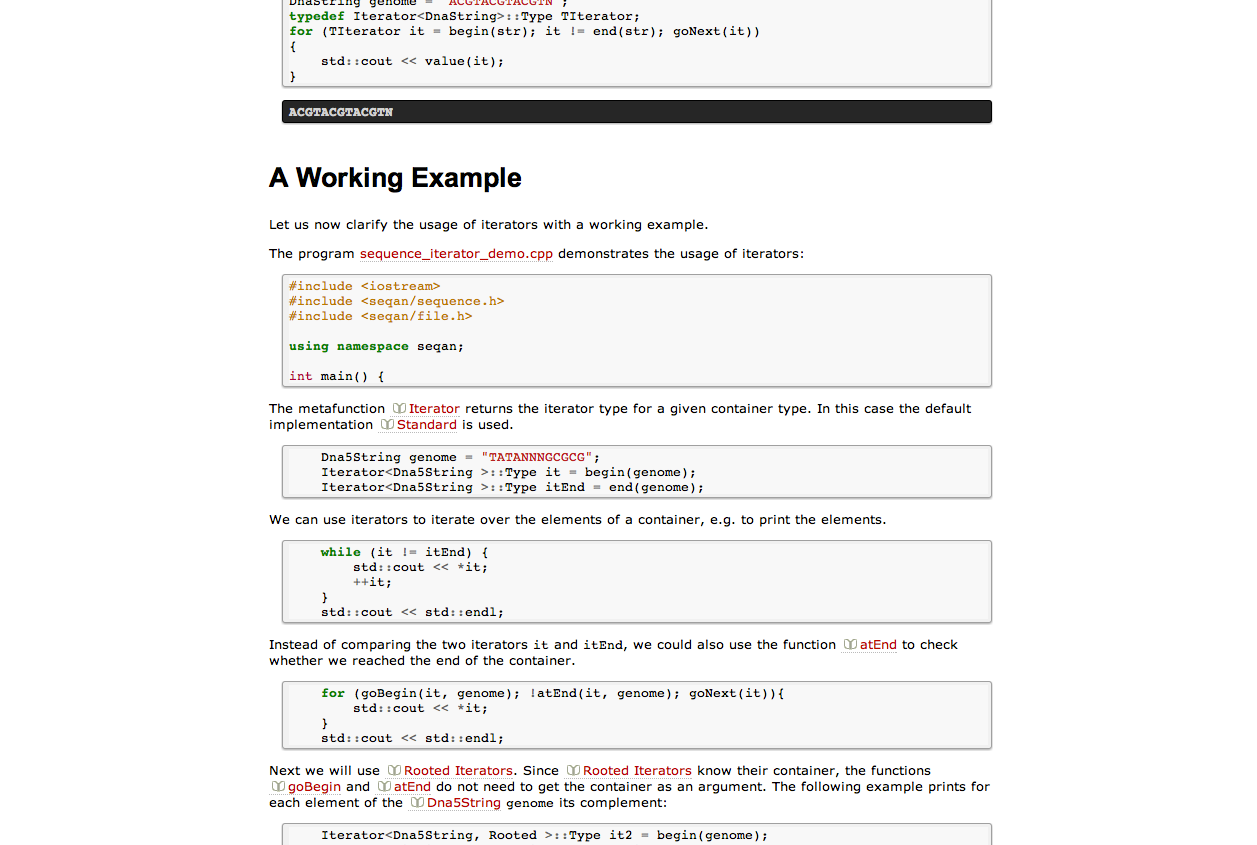 DnaString genome = "ACGTACGTACGTN";
typedef Iterator<DnaString>::Type TIterator;
for (TIterator it = begin(str); it != end(str); goNext(it))
{
    std::cout << value(it);
}
ACGTACGTACGTN
A Working Example
Let us now clarify the usage of iterators with a working example.
The program sequence_iterator_demo.cpp demonstrates the usage of iterators:
#include <iostream>
#include <seqan/sequence.h>
#include <seqan/file.h>
using namespace seqan;
int main() {
The metafunction Iterator returns the iterator type for a given container type. In this case the default
implementation Standard is used.
    Dna5String genome = "TATANNNGCGCG";
    Iterator<Dna5String >::Type it = begin(genome);
    Iterator<Dna5String >::Type itEnd = end(genome);
We can use iterators to iterate over the elements of a container, e.g. to print the elements.
    while (it != itEnd) {
        std::cout << *it;
        ++it;
    }
    std::cout << std::endl;
Instead of comparing the two iterators it and itEnd, we could also use the function atEnd to check
whether we reached the end of the container.
    for (goBegin(it, genome); !atEnd(it, genome); goNext(it)){
        std::cout << *it;
    }
    std::cout << std::endl;
Next we will use Rooted Iterators. Since Rooted Iterators know their container, the functions
goBegin and atEnd do not need to get the container as an argument. The following example prints for
each element of the Dna5String genome its complement:
    Iterator<Dna5String, Rooted >::Type it2 = begin(genome);